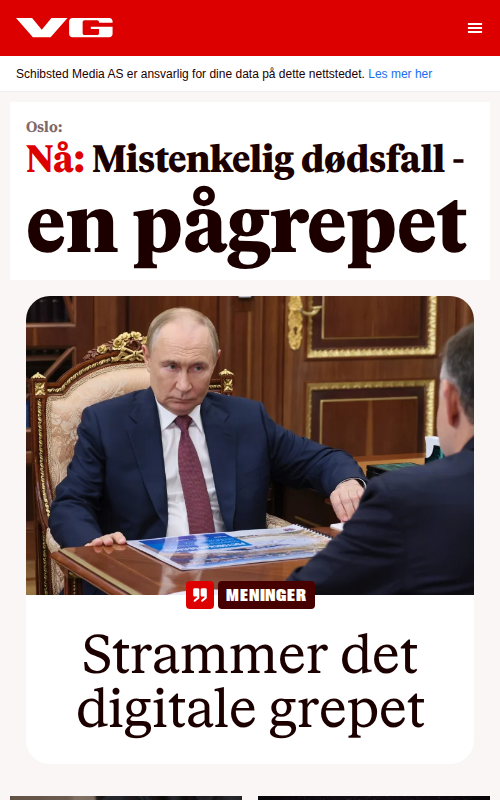 VG
Schibsted Media AS er ansvarlig for dine data på dette nettstedet. Les mer her
Oslo:
Nå: Mistenkelig dødsfall -
en pågrepet
MENINGER
Strammer det
digitale grepet